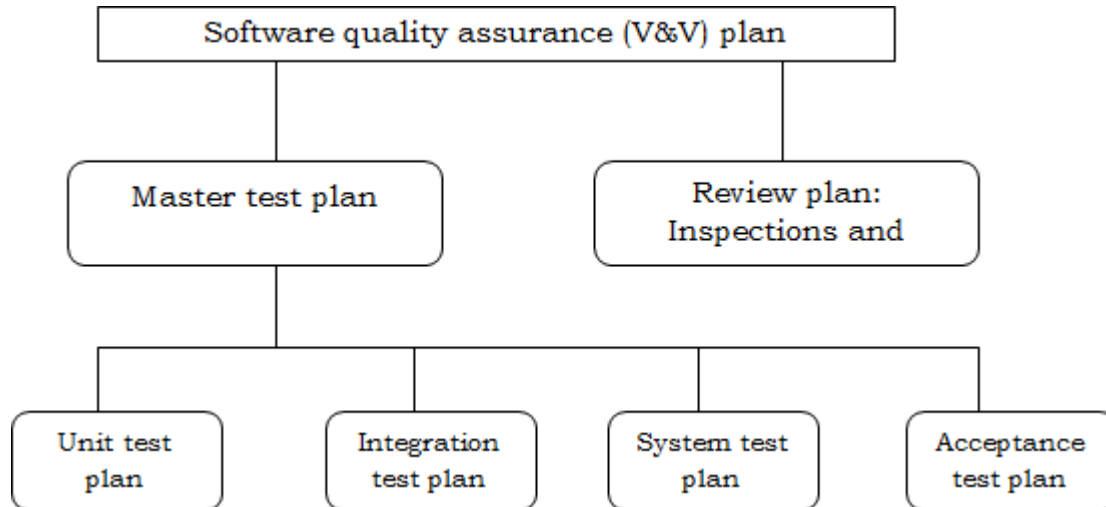 Software quality assurance (V&V) plan
Master test plan
Review plan:
Inspections and
Unit test
plan
Integration
test plan
System test
plan
Acceptance
test plan